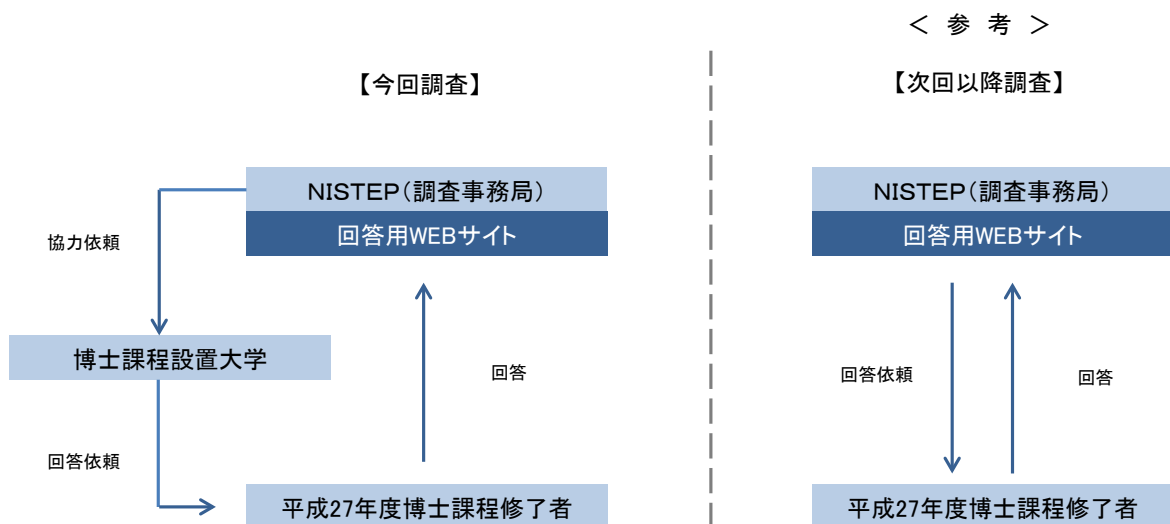 ＜ 参 考 ＞
【今回調査】
【次回以降調査】
NISTEP（調査事務局）
回答用WEBサイト
協力依頼
博士課程設置大学
回答依頼
回答
平成27年度博士課程修了者
NISTEP（調査事務局）
回答用WEBサイト
回答依頼
回答
平成27年度博士課程修了者